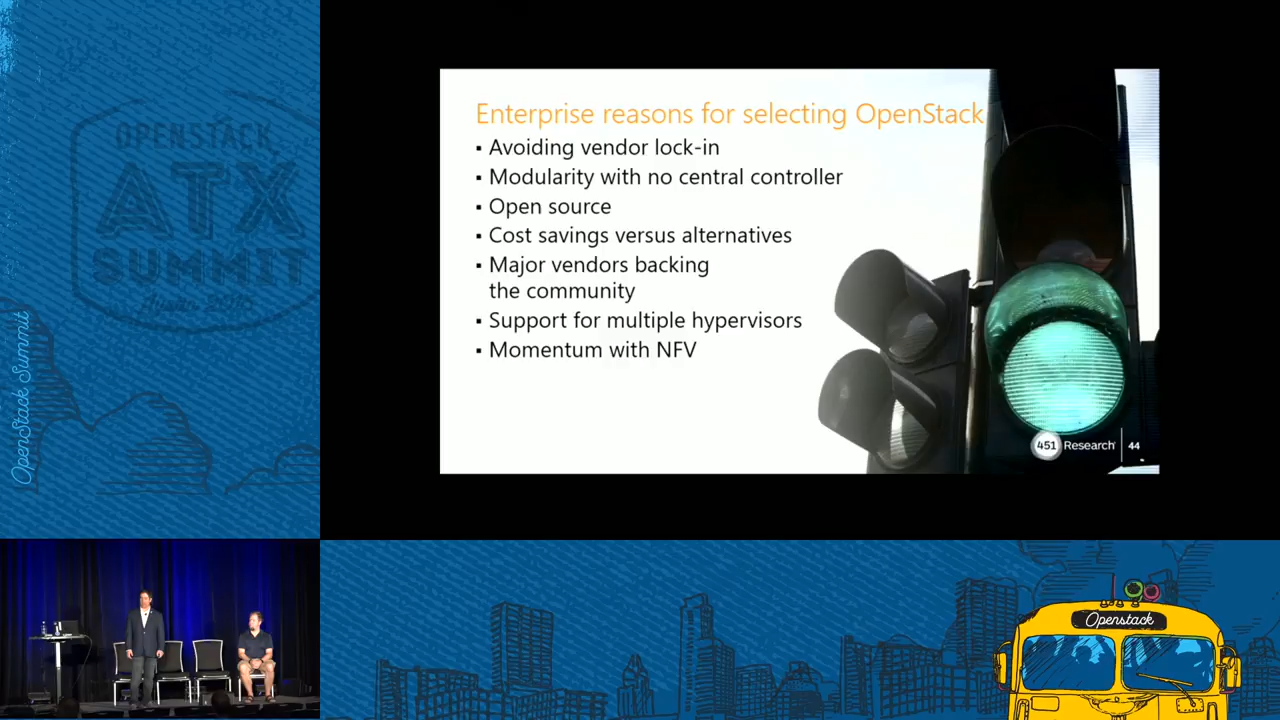 OPENSTACK
ATX
SUMMIT
Austin 2016
OpenStack Summit
Enterprise reasons for selecting OpenStack
▪ Avoiding vendor lock-in
▪ Modularity with no central controller
▪ Open source
▪ Cost savings versus alternatives
▪ Major vendors backing
the community
▪ Support for multiple hypervisors
▪ Momentum with NFV
451 Research 44
Openstack